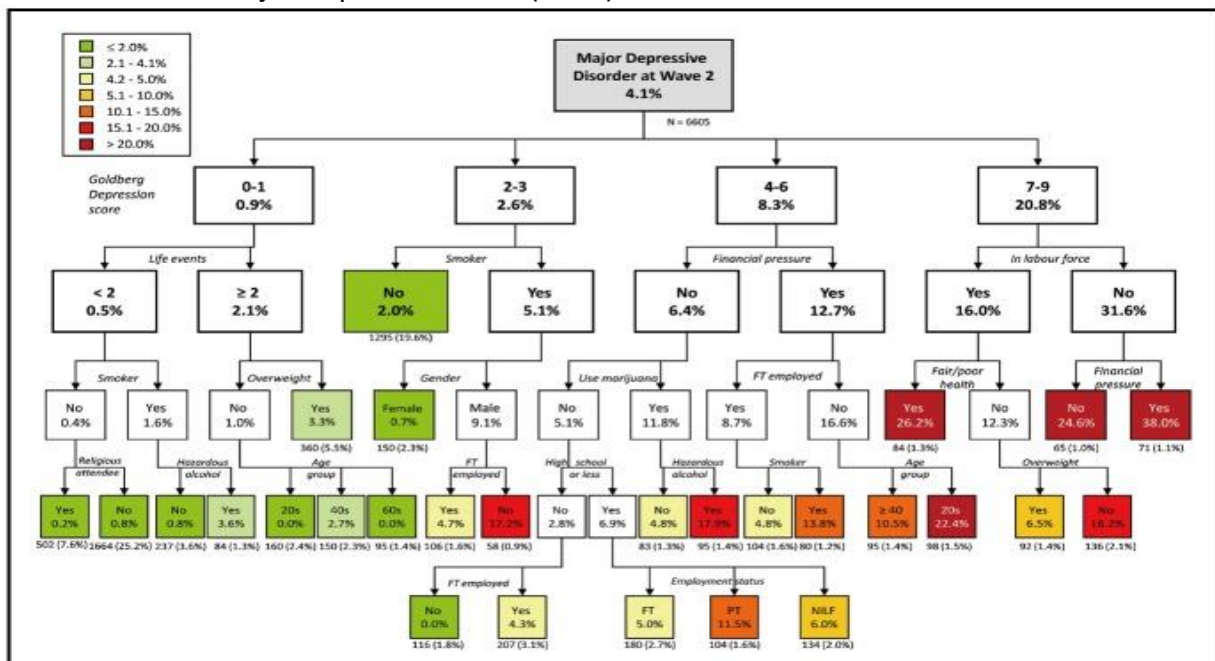 ≤ 2.0%
2.1 - 4.1%
4.2 - 5.0%
5.1 - 10.0%
10.1 - 15.0%
15.1 - 20.0%
> 20.0%
Major Depressive
Disorder at Wave 2
4.1%
N = 6605
Goldberg
Depression
score
0-1
0.9%
2-3
2.6%
4-6
8.3%
7-9
20.8%
Life events
Smoker
Financial pressure
In labour force
< 2
0.5%
≥ 2
2.1%
No
2.0%
1295 (19.6%)
Yes
5.1%
No
6.4%
Yes
12.7%
Yes
16.0%
No
31.6%
Smoker
Overweight
Gender
Use marijuana
FT employed
Fair/poor
health
Financial
pressure
No
0.4%
Yes
1.6%
No
1.0%
Yes
3.3%
360 (5.5%)
Female
0.7%
150 (2.3%)
Male
9.1%
No
5.1%
Yes
11.8%
Yes
8.7%
No
16.6%
Yes
26.2%
84 (1.3%)
No
12.3%
No
24.6%
65 (1.0%)
Yes
38.0%
71 (1.1%)
Religious
attendee
Hazardous
alcohol
Age
group
FT
employed
High school
or less
Hazardous
alcohol
Smoker
Age
group
Overweight
Yes
0.2%
502 (7.6%)
No
0.8%
1664 (25.2%)
No
0.8%
237 (3.6%)
Yes
3.6%
84 (1.3%)
20s
0.0%
160 (2.4%)
40s
2.7%
150 (2.3%)
60s
0.0%
95 (1.4%)
Yes
4.7%
106 (1.6%)
No
17.2%
58 (0.9%)
No
2.8%
Yes
6.9%
No
4.8%
83 (1.3%)
Yes
17.9%
95 (1.4%)
No
4.8%
104 (1.6%)
Yes
13.8%
80 (1.2%)
≥ 40
10.5%
95 (1.4%)
20s
22.4%
98 (1.5%)
Yes
6.5%
92 (1.4%)
No
16.2%
136 (2.1%)
FT employed
Employment status
No
0.0%
116 (1.8%)
Yes
4.3%
207 (3.1%)
FT
5.0%
180 (2.7%)
PT
11.5%
104 (1.6%)
NILF
6.0%
134 (2.0%)